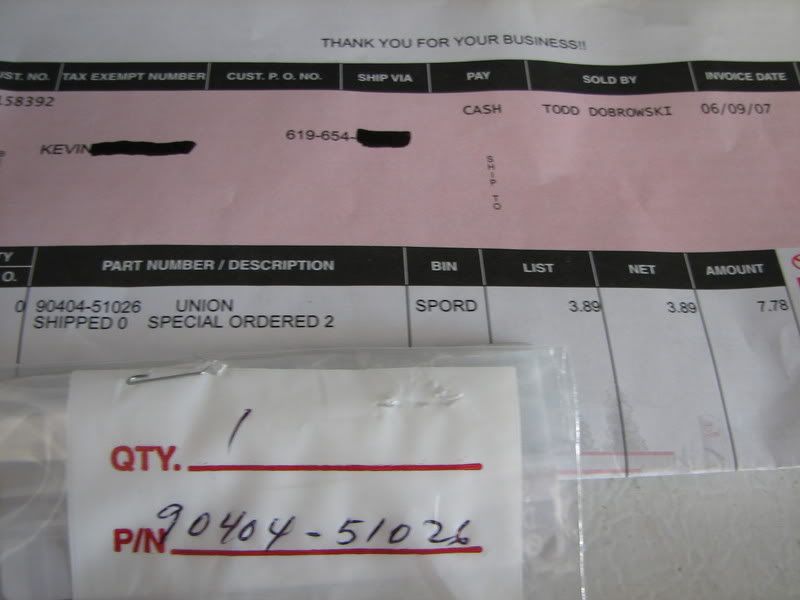 THANK YOU FOR YOUR BUSINESS!!
UST. NO. TAX EXEMPT NUMBER CUST. P. O. NO. SHIP VIA PAY SOLD BY INVOICE DATE
158392 CASH TODD DOBROWSKI 06/09/07
KEVIN 619-654-
SHIP TO
TY PART NUMBER / DESCRIPTION BIN LIST NET AMOUNT
O.
0 90404-51026 UNION SPORD 3.89 3.89 7.78
SHIPPED 0 SPECIAL ORDERED 2
QTY. 1
P/N 90404-51026